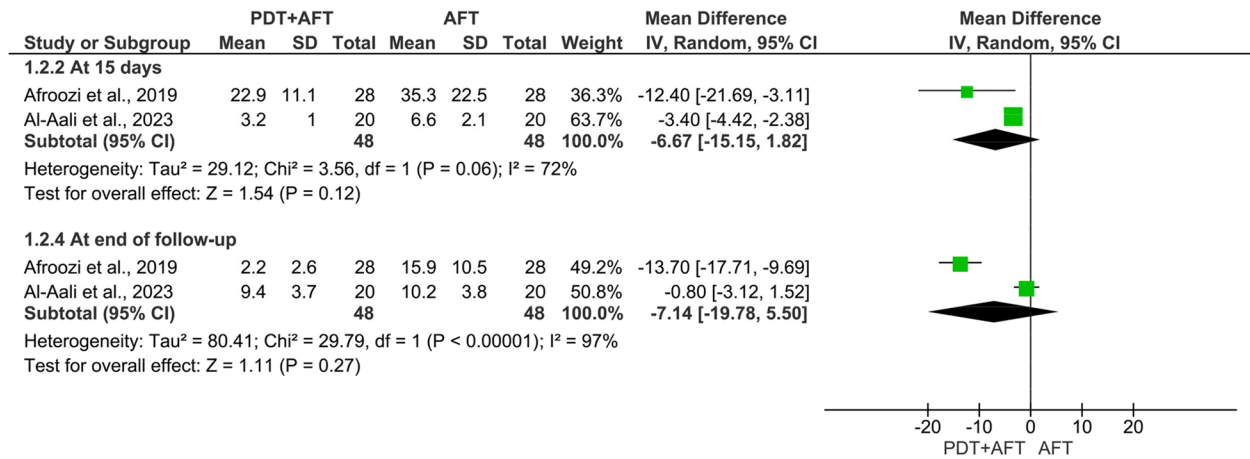 PDT+AFT AFT Mean Difference Mean Difference
Study or Subgroup Mean SD Total Mean SD Total Weight IV, Random, 95% CI IV, Random, 95% CI
1.2.2 At 15 days
Afroozi et al., 2019 22.9 11.1 28 35.3 22.5 28 36.3% -12.40 [-21.69, -3.11]
Al-Aali et al., 2023 3.2 1 20 6.6 2.1 20 63.7% -3.40 [-4.42, -2.38]
Subtotal (95% CI) 48 48 100.0% -6.67 [-15.15, 1.82]
Heterogeneity: Tau² = 29.12; Chi² = 3.56, df = 1 (P = 0.06); I² = 72%
Test for overall effect: Z = 1.54 (P = 0.12)
1.2.4 At end of follow-up
Afroozi et al., 2019 2.2 2.6 28 15.9 10.5 28 49.2% -13.70 [-17.71, -9.69]
Al-Aali et al., 2023 9.4 3.7 20 10.2 3.8 20 50.8% -0.80 [-3.12, 1.52]
Subtotal (95% CI) 48 48 100.0% -7.14 [-19.78, 5.50]
Heterogeneity: Tau² = 80.41; Chi² = 29.79, df = 1 (P < 0.00001); I² = 97%
Test for overall effect: Z = 1.11 (P = 0.27)
-20 -10 0 10 20
PDT+AFT AFT